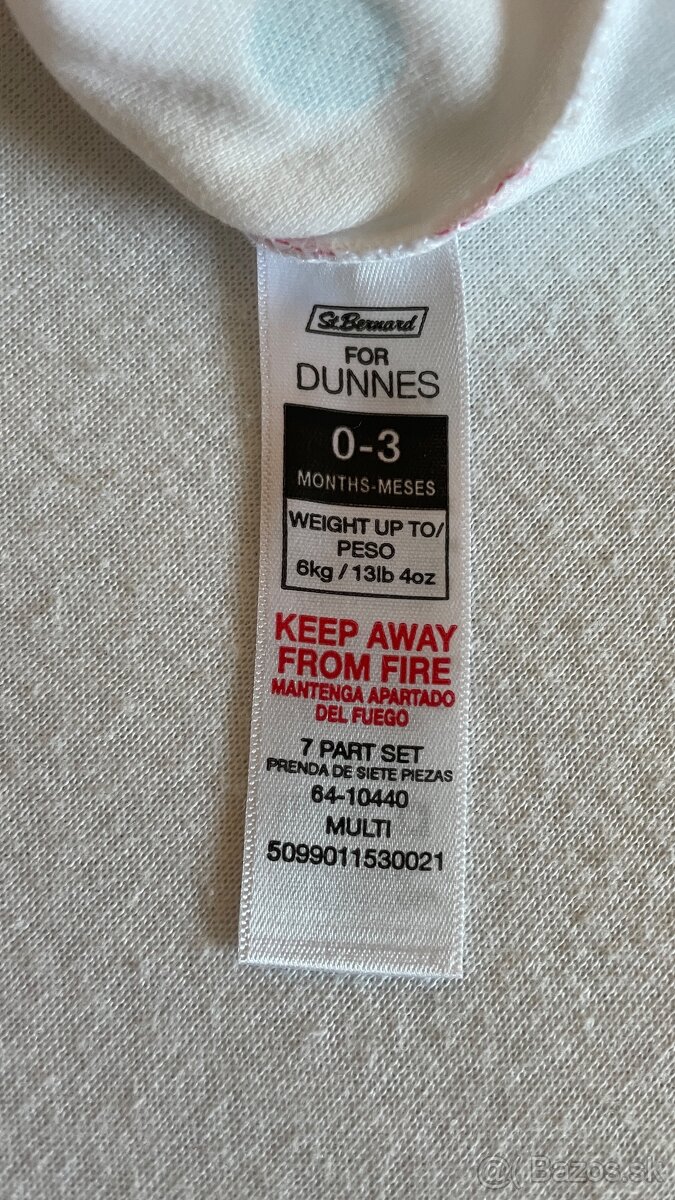 St.Bernard
FOR
DUNNES
0-3
MONTHS-MESES
WEIGHT UP TO/
PESO
6kg / 13lb 4oz
KEEP AWAY
FROM FIRE
MANTENGA APARTADO
DEL FUEGO
7 PART SET
PRENDA DE SIETE PIEZAS
64-10440
MULTI
5099011530021
@ Bazos.sk